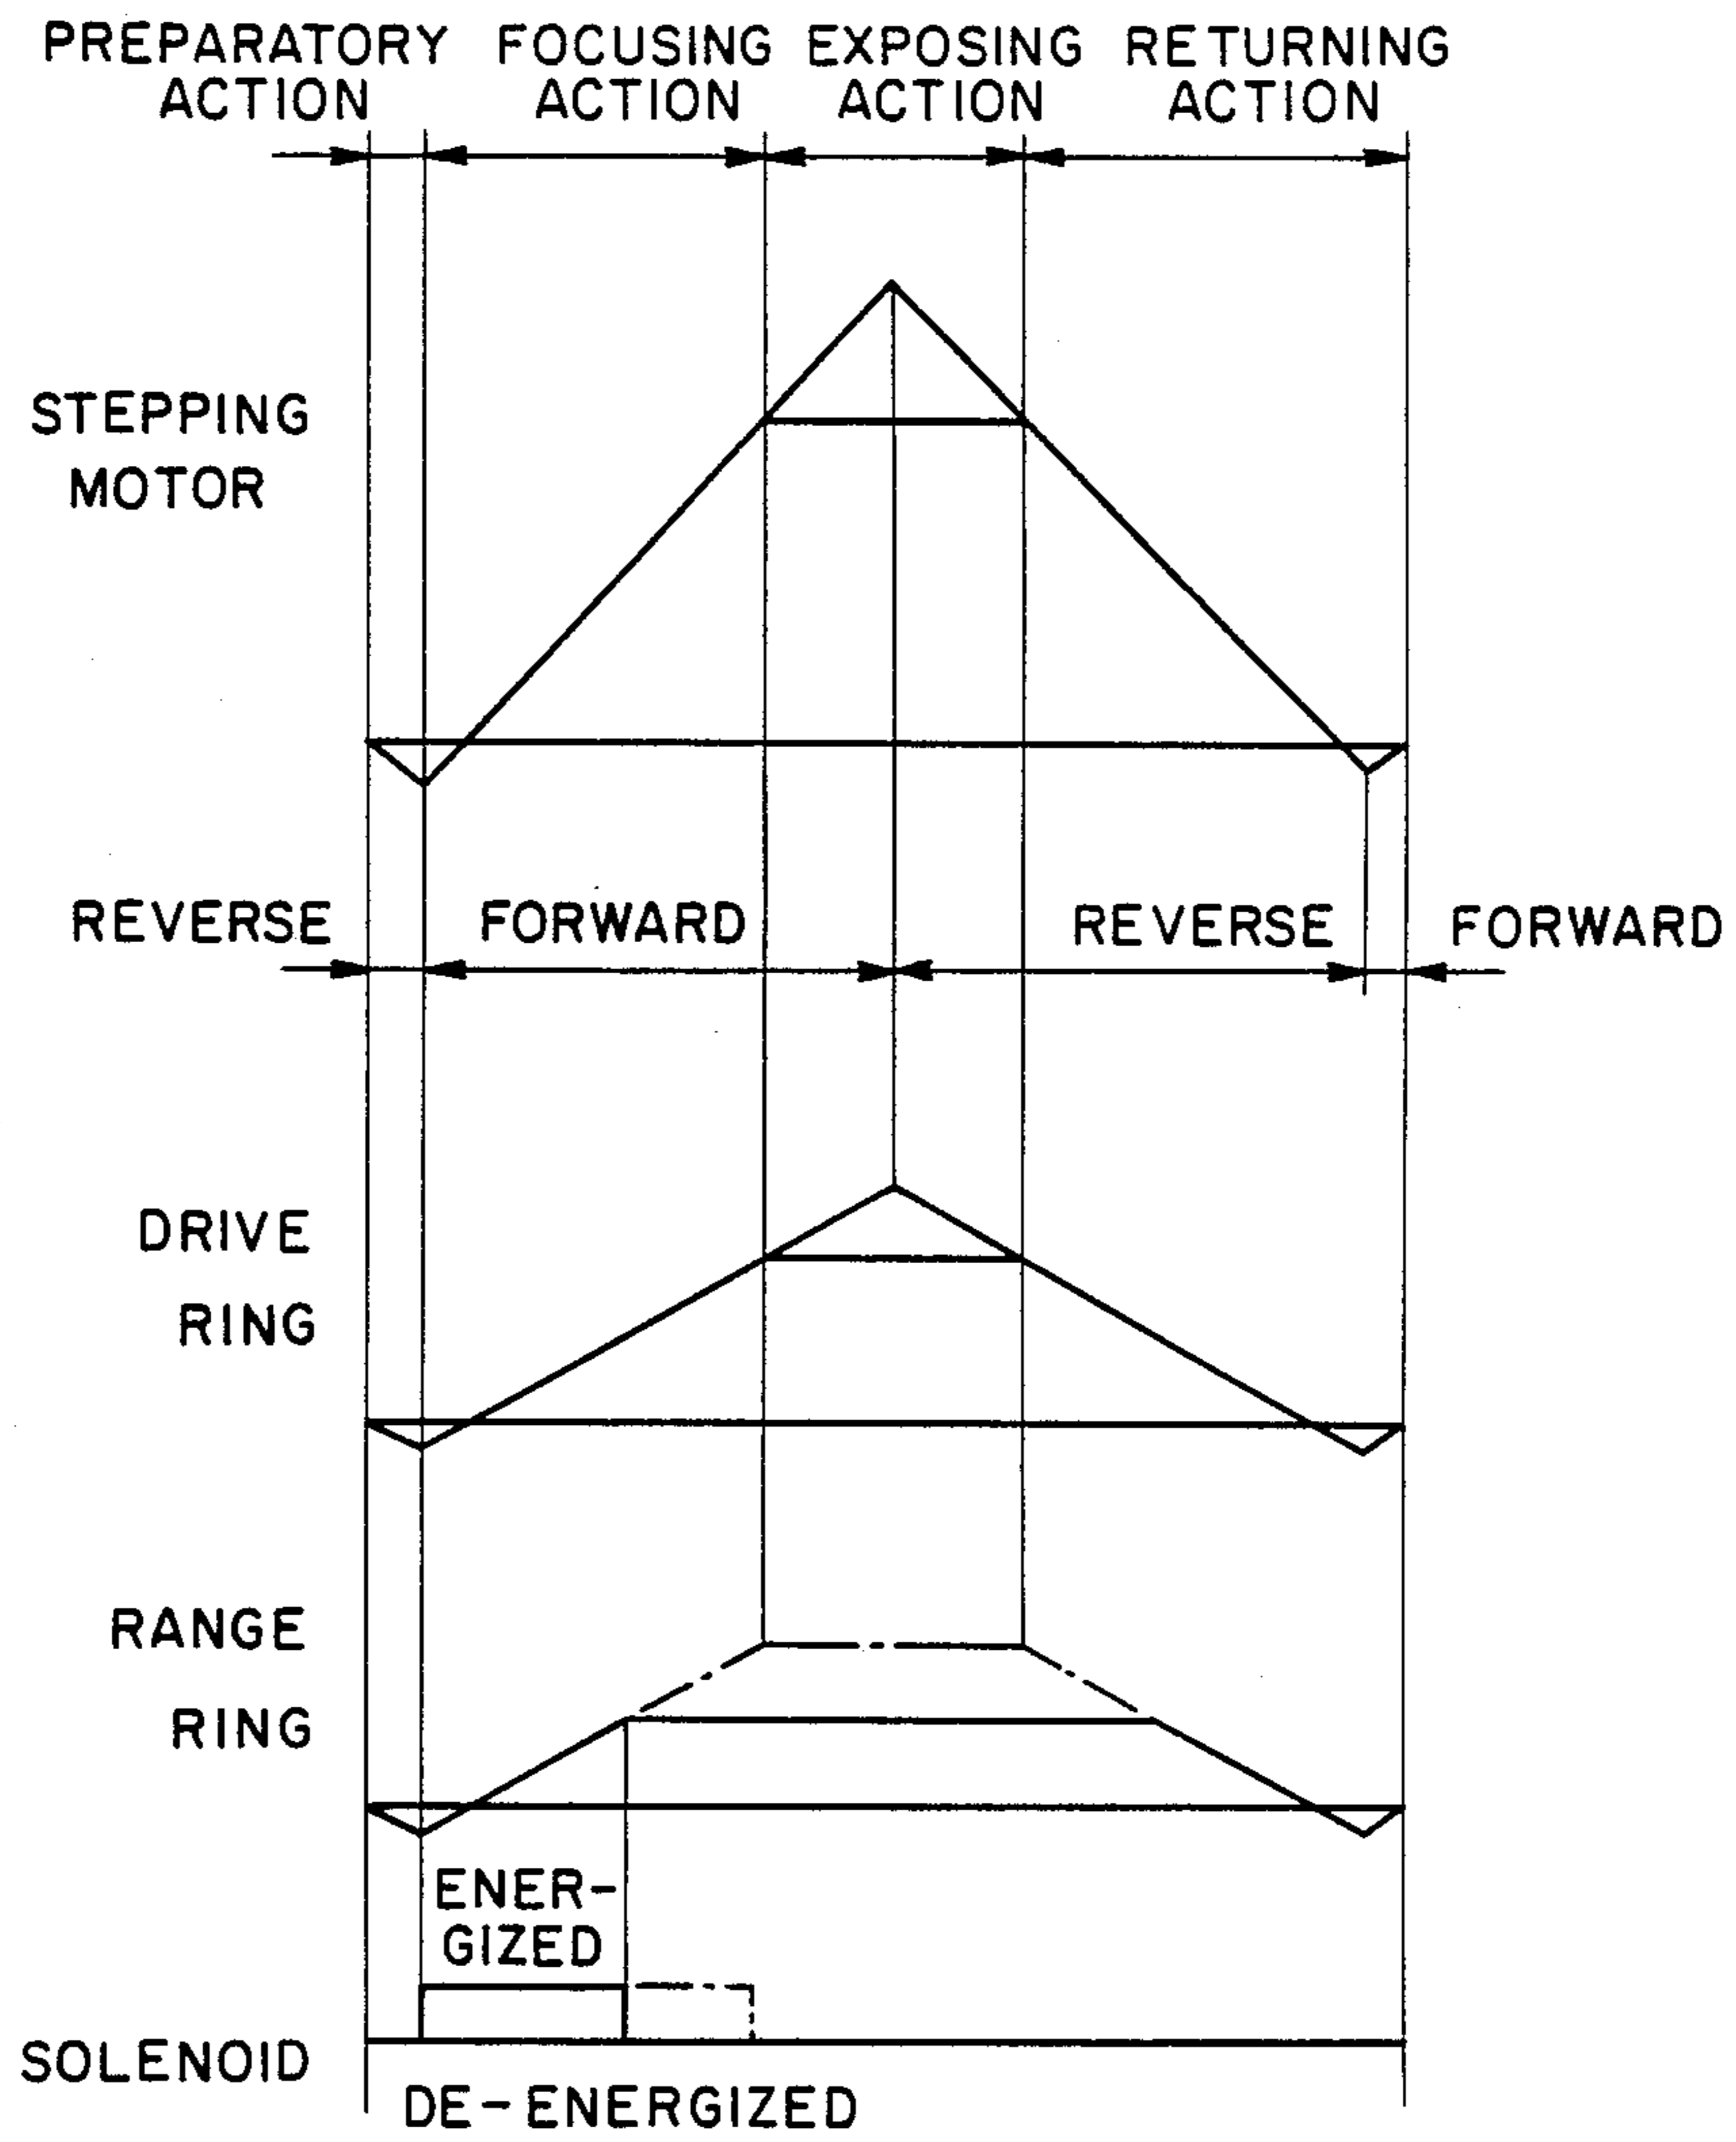 PREPARATORY FOCUSING EXPOSING RETURNING
ACTION ACTION ACTION ACTION
STEPPING
MOTOR
REVERSE FORWARD REVERSE FORWARD
DRIVE
RING
RANGE
RING
ENER-
GIZED
SOLENOID
DE-ENERGIZED